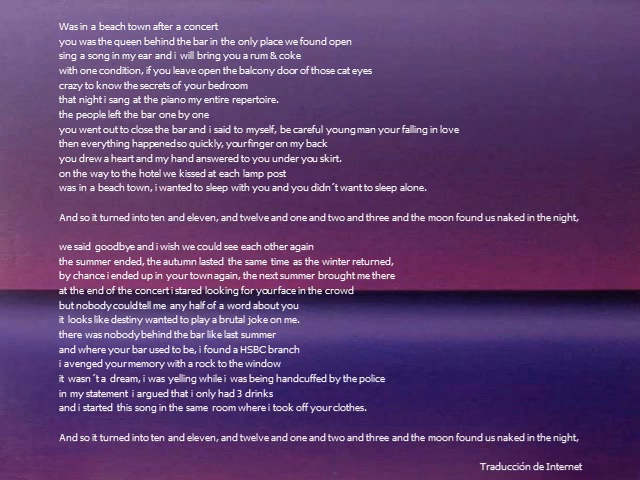 Was in a beach town after a concert
you was the queen behind the bar in the only place we found open
sing a song in my ear and i will bring you a rum & coke
with one condition, if you leave open the balcony door of those cat eyes
crazy to know the secrets of your bedroom
that night i sang at the piano my entire repertoire.
the people left the bar one by one
you went out to close the bar and i said to myself, be careful young man your falling in love
then everything happened so quickly, your finger on my back
you drew a heart and my hand answered to you under you skirt.
on the way to the hotel we kissed at each lamp post
was in a beach town, i wanted to sleep with you and you didn´t want to sleep alone.
And so it turned into ten and eleven, and twelve and one and two and three and the moon found us naked in the night,
we said goodbye and i wish we could see each other again
the summer ended, the autumn lasted the same time as the winter returned,
by chance i ended up in your town again, the next summer brought me there
at the end of the concert i stared looking for your face in the crowd
but nobody could tell me any half of a word about you
it looks like destiny wanted to play a brutal joke on me.
there was nobody behind the bar like last summer
and where your bar used to be, i found a HSBC branch
i avenged your memory with a rock to the window
it wasn´t a dream, i was yelling while i was being handcuffed by the police
in my statement i argued that i only had 3 drinks
and i started this song in the same room where i took off your clothes.
And so it turned into ten and eleven, and twelve and one and two and three and the moon found us naked in the night,
Traducción de Internet